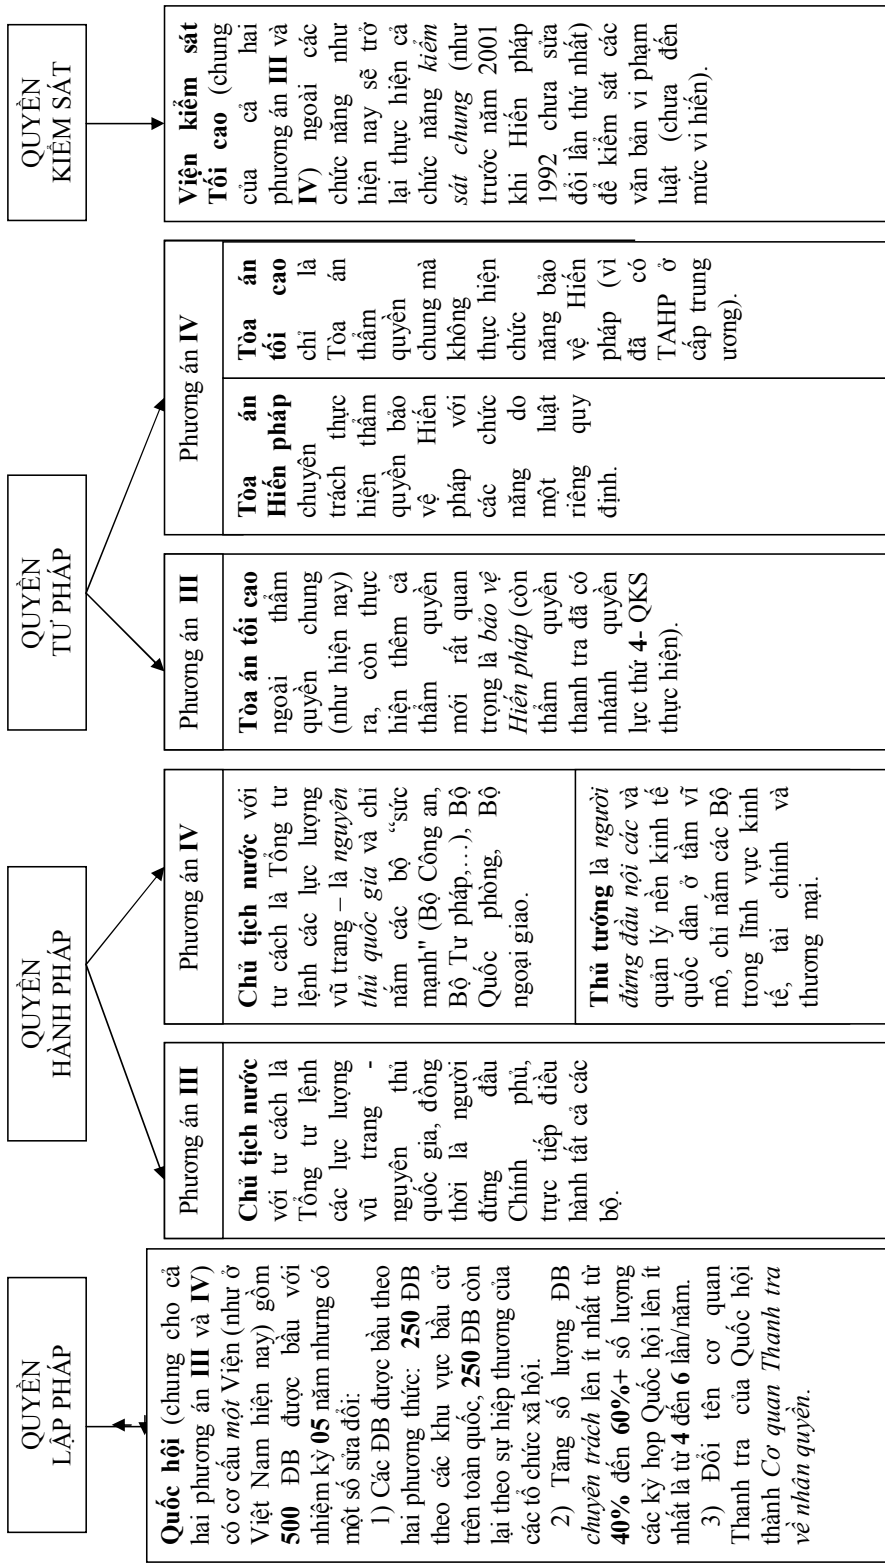 QUYỀN
LẬP PHÁP
Quốc hội (chung cho cả
hai phương án III và IV)
có cơ cấu một Viện (như ở
Việt Nam hiện nay) gồm
500 ĐB được bầu với
nhiệm kỳ 05 năm nhưng có
một số sửa đổi:
1) Các ĐB được bầu theo
hai phương thức: 250 ĐB
theo các khu vực bầu cử
trên toàn quốc, 250 ĐB còn
lại theo sự hiệp thương của
các tổ chức xã hội.
2) Tăng số lượng ĐB
chuyên trách lên ít nhất từ
40% đến 60%+ số lượng
các kỳ họp Quốc hội lên ít
nhất là từ 4 đến 6 lần/năm.
3) Đổi tên cơ quan
Thanh tra của Quốc hội
thành Cơ quan Thanh tra
về nhân quyền.
QUYỀN
HÀNH PHÁP
Phương án III
Chủ tịch nước
với tư cách là
Tổng tư lệnh
các lực lượng
vũ trang -
nguyên thủ
quốc gia, đồng
thời là người
đứng đầu
Chính phủ,
trực tiếp điều
hành tất cả các
bộ.
Phương án IV
Chủ tịch nước với
tư cách là Tổng tư
lệnh các lực lượng
vũ trang – là nguyên
thủ quốc gia và chỉ
nắm các bộ “sức
mạnh" (Bộ Công an,
Bộ Tư pháp,…), Bộ
Quốc phòng, Bộ
ngoại giao.
Thủ tướng là người
đứng đầu nội các và
quản lý nền kinh tế
quốc dân ở tầm vĩ
mô, chỉ nắm các Bộ
trong lĩnh vực kinh
tế, tài chính và
thương mại.
QUYỀN
TƯ PHÁP
Phương án III
Tòa án tối cao
ngoài thẩm
quyền chung
(như hiện nay)
ra, còn thực
hiện thêm cả
thẩm quyền
mới rất quan
trọng là bảo vệ
Hiến pháp (còn
thẩm quyền
thanh tra đã có
nhánh quyền
lực thứ 4- QKS
thực hiện).
Phương án IV
Tòa án
Hiến pháp
chuyên
trách thực
hiện thẩm
quyền bảo
vệ Hiến
pháp với
các chức
năng do
một luật
riêng quy
định.
Tòa án
tối cao
chỉ là
Tòa án
thẩm
quyền
chung mà
không
thực hiện
chức
năng bảo
vệ Hiến
pháp (vì
đã có
TAHP ở
cấp trung
ương).
QUYỀN
KIỂM SÁT
Viện kiểm sát
Tối cao (chung
của cả hai
phương án III và
IV) ngoài các
chức năng như
hiện nay sẽ trở
lại thực hiện cả
chức năng kiểm
sát chung (như
trước năm 2001
khi Hiến pháp
1992 chưa sửa
đổi lần thứ nhất)
để kiểm sát các
văn bản vi phạm
luật (chưa đến
mức vi hiến).